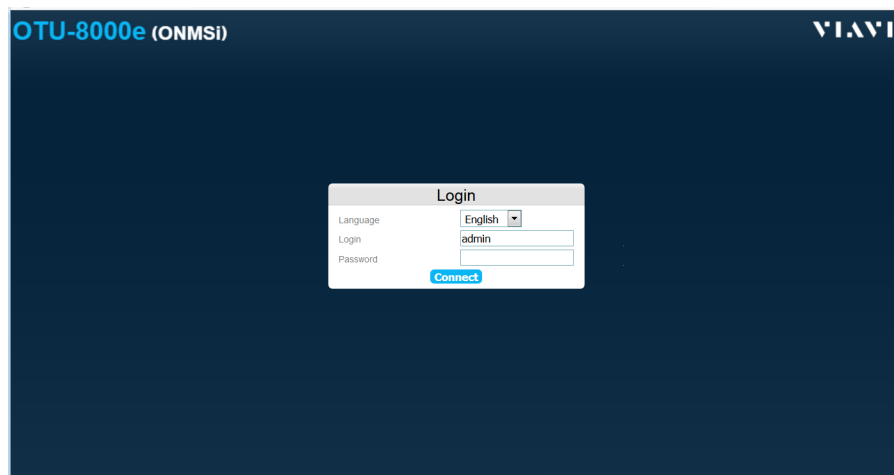 OTU-8000e (ONMSi)
VIAVI
Login
Language English
Login admin
Password
Connect